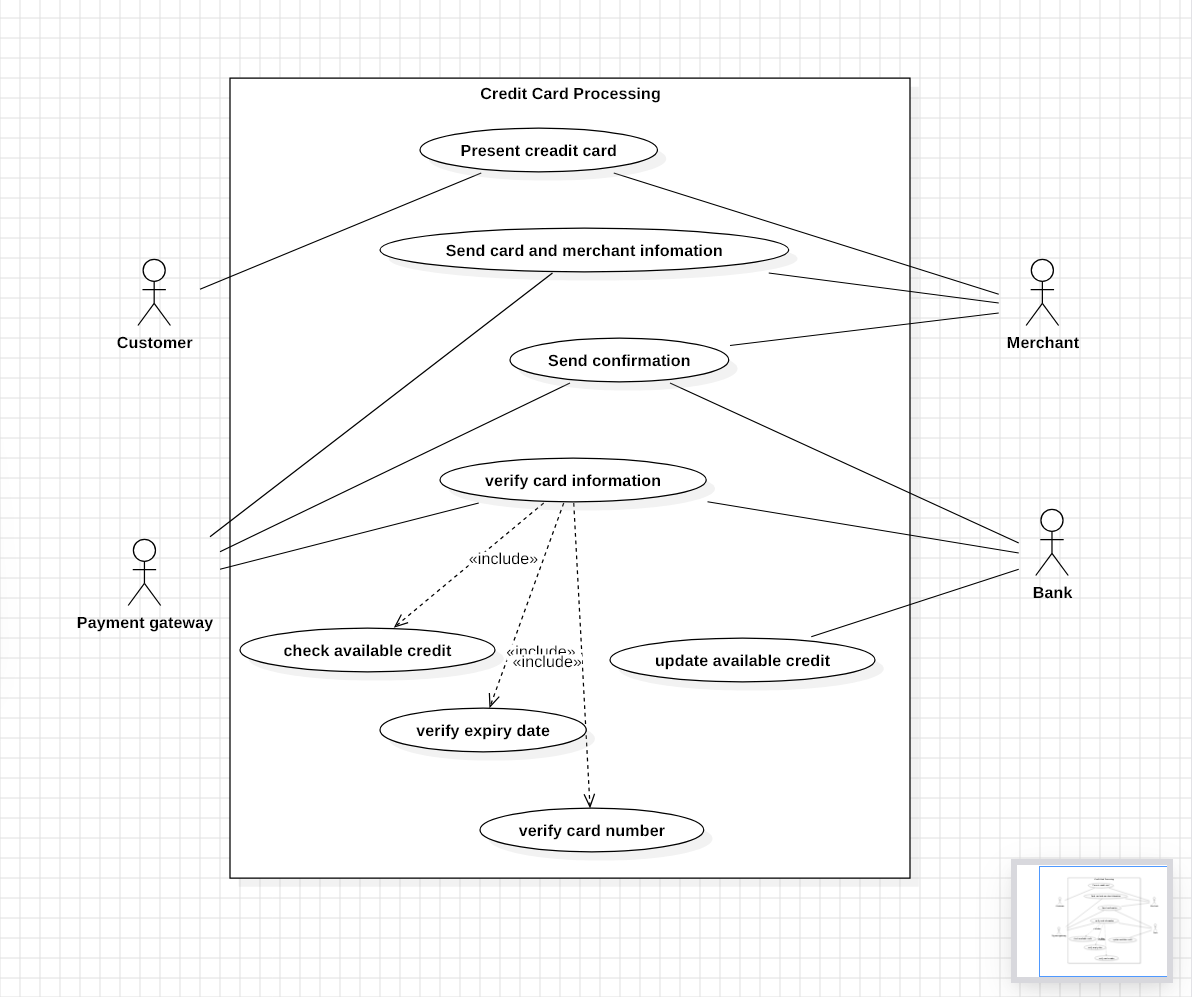 Credit Card Processing
Present creadit card
Send card and merchant infomation
Customer
Merchant
Send confirmation
verify card information
«include»
Bank
Payment gateway
check available credit
«include»
«include»
update available credit
verify expiry date
verify card number